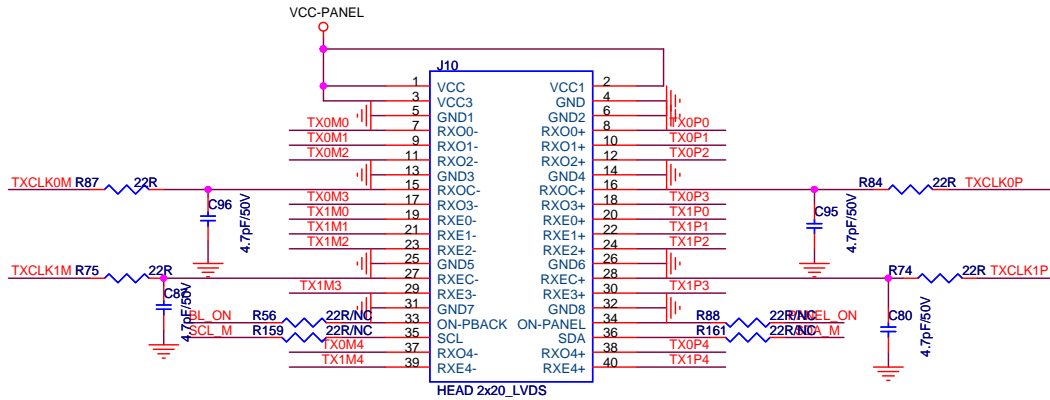 VCC-PANEL
J10
1 VCC VCC1 2
3 VCC3 GND 4
5 GND1 GND2 6
TX0M0 7 RXO0- RXO0+ 8 TX0P0
TX0M1 9 RXO1- RXO1+ 10 TX0P1
TX0M2 11 RXO2- RXO2+ 12 TX0P2
13 GND3 GND4 14
TXCLK0M R87 22R 15 RXOC- RXOC+ 16 R84 22R TXCLK0P
C96 4.7pF/50V
C95 4.7pF/50V
TX0M3 17 RXO3- RXO3+ 18 TX0P3
TX1M0 19 RXE0- RXE0+ 20 TX1P0
TX1M1 21 RXE1- RXE1+ 22 TX1P1
TX1M2 23 RXE2- RXE2+ 24 TX1P2
25 GND5 GND6 26
TXCLK1M R75 22R 27 RXEC- RXEC+ 28 R74 22R TXCLK1P
C87 4.7pF/50V
C80 4.7pF/50V
TX1M3 29 RXE3- RXE3+ 30 TX1P3
31 GND7 GND8 32
BL_ON R56 22R/NC 33 ON-PBACK ON-PANEL 34 R88 22R/NC
SCL_M R159 22R/NC 35 SCL SDA 36 R161 22R/NC
TX0M4 37 RXO4- RXO4+ 38 TX0P4
TX1M4 39 RXE4- RXE4+ 40 TX1P4
HEAD 2x20_LVDS